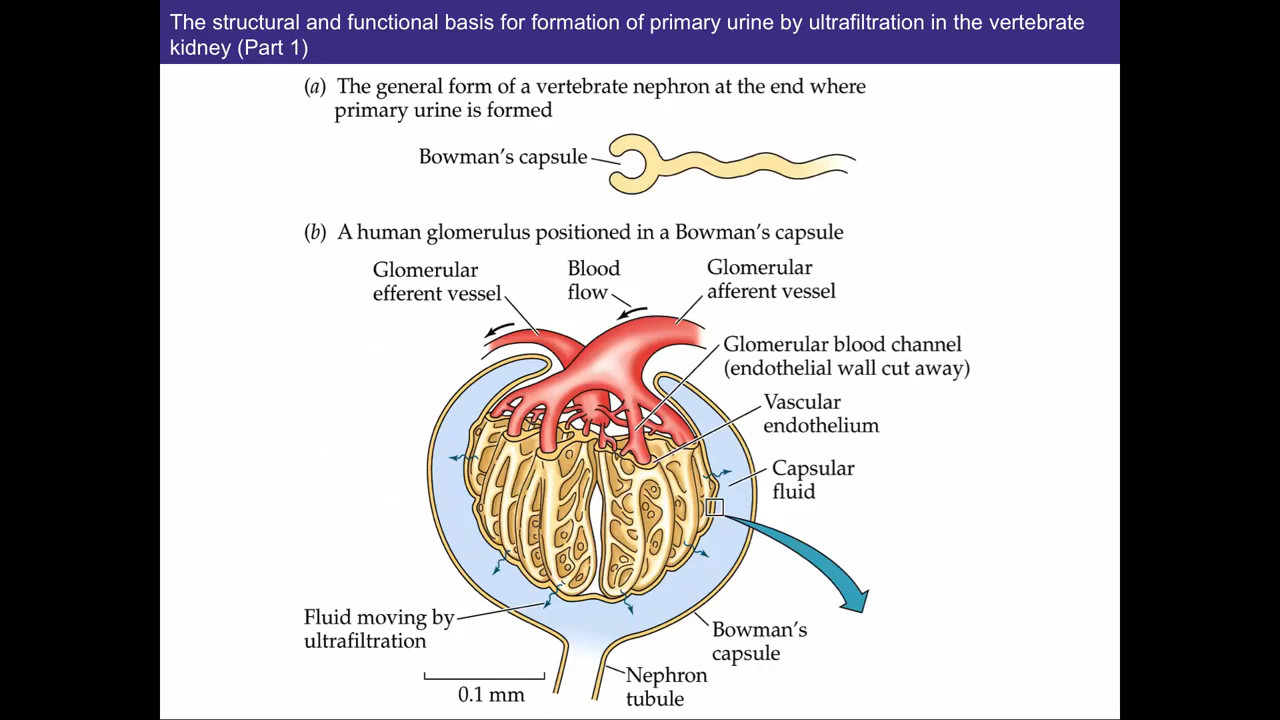 The structural and functional basis for formation of primary urine by ultrafiltration in the vertebrate
kidney (Part 1)
(a) The general form of a vertebrate nephron at the end where
primary urine is formed
Bowman’s capsule
(b) A human glomerulus positioned in a Bowman’s capsule
Glomerular
efferent vessel
Blood
flow
Glomerular
afferent vessel
Glomerular blood channel
(endothelial wall cut away)
Vascular
endothelium
Capsular
fluid
Fluid moving by
ultrafiltration
Bowman’s
capsule
Nephron
tubule
0.1 mm